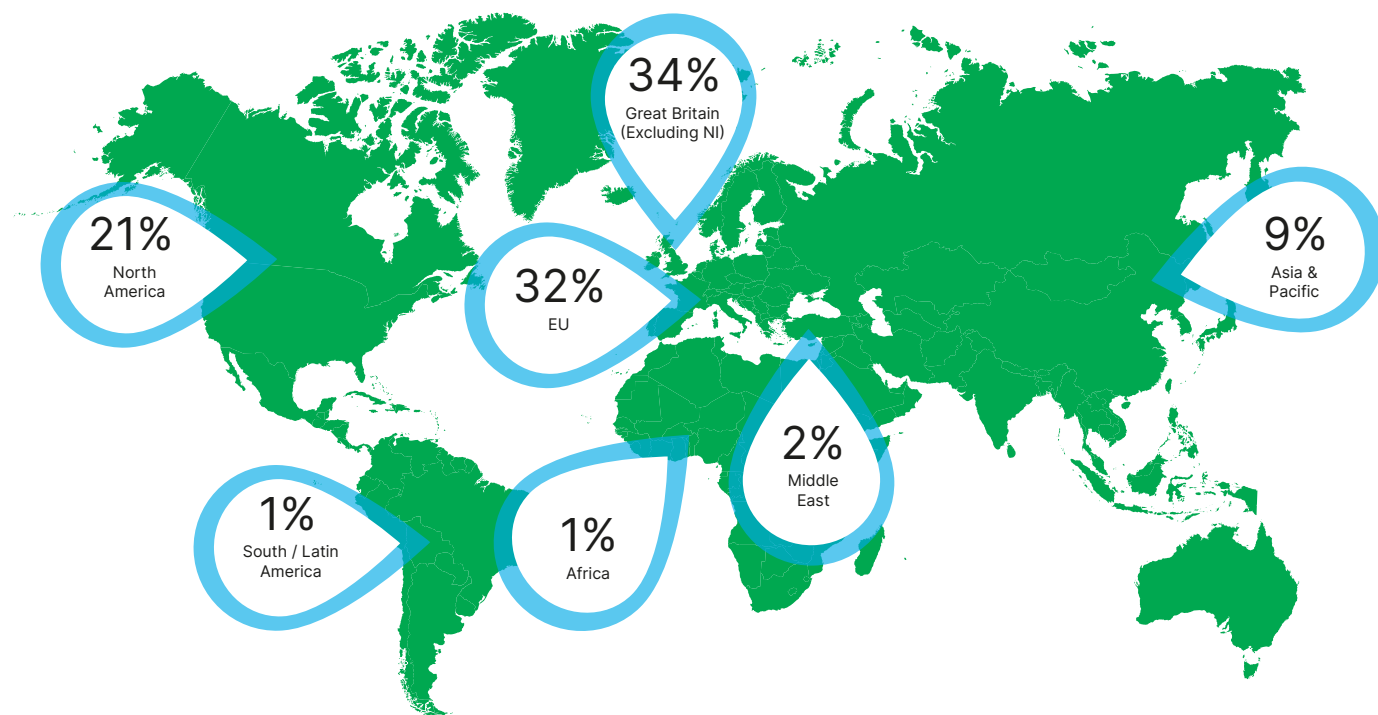 34%
Great Britain
(Excluding NI)
21%
North
America
32%
EU
9%
Asia &
Pacific
2%
Middle
East
1%
South / Latin
America
1%
Africa